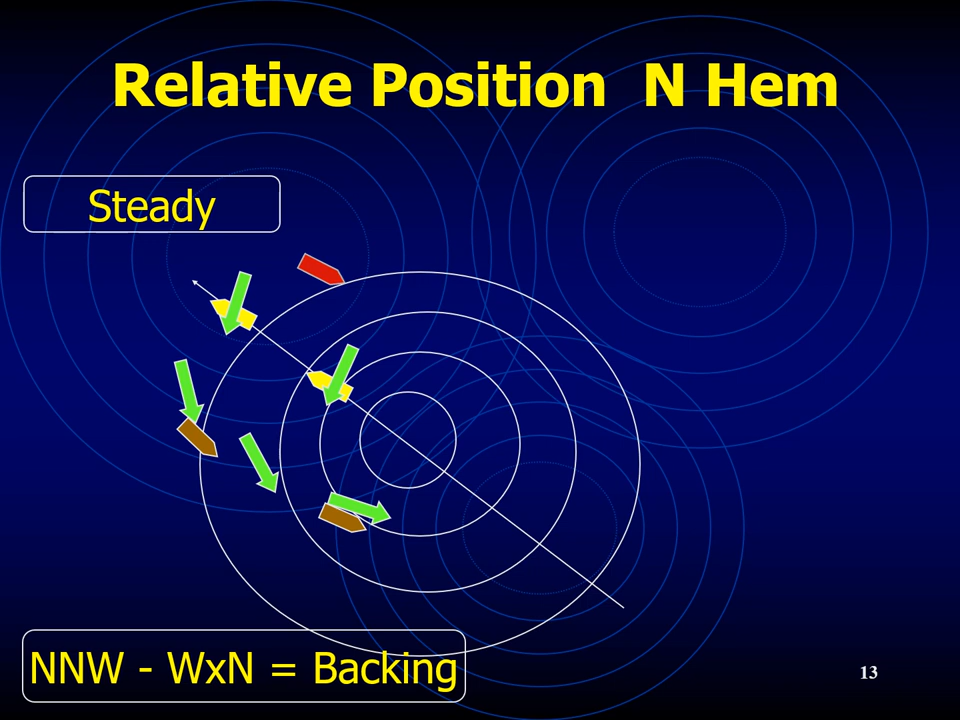 Relative Position N Hem
Steady
NNW - WxN = Backing
13